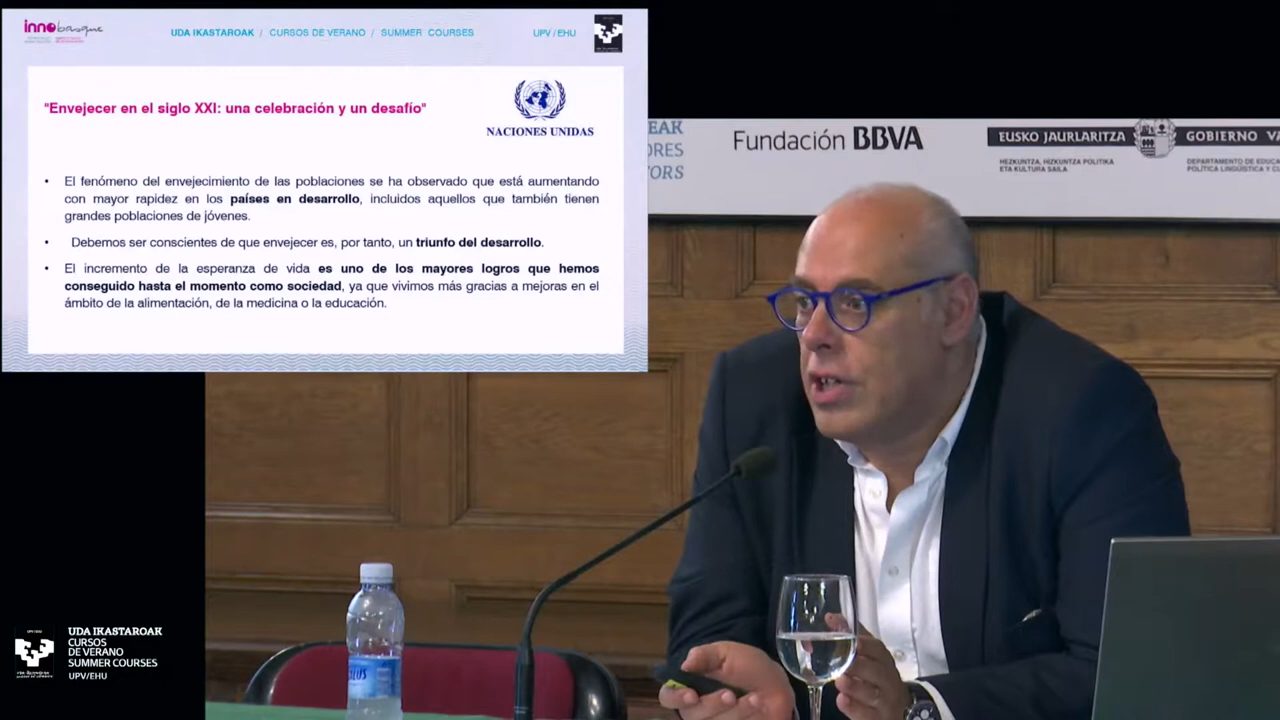 innobasque
UDA IKASTAROAK / CURSOS DE VERANO / SUMMER COURSES
UPV / EHU
"Envejecer en el siglo XXI: una celebración y un desafío"
NACIONES UNIDAS
• El fenómeno del envejecimiento de las poblaciones se ha observado que está aumentando
con mayor rapidez en los países en desarrollo, incluidos aquellos que también tienen
grandes poblaciones de jóvenes.
• Debemos ser conscientes de que envejecer es, por tanto, un triunfo del desarrollo.
• El incremento de la esperanza de vida es uno de los mayores logros que hemos
conseguido hasta el momento como sociedad, ya que vivimos más gracias a mejoras en el
ámbito de la alimentación, de la medicina o la educación.
EAK
ORES
TORS
Fundación BBVA
EUSKO JAURLARITZA
GOBIERNO VA
HEZKUNTZA, HIZKUNTZA POLITIKA
ETA KULTURA SAILA
DEPARTAMENTO DE EDUCA
POLÍTICA LINGÜÍSTICA Y CU
UDA IKASTAROAK
CURSOS
DE VERANO
SUMMER COURSES
UPV/EHU